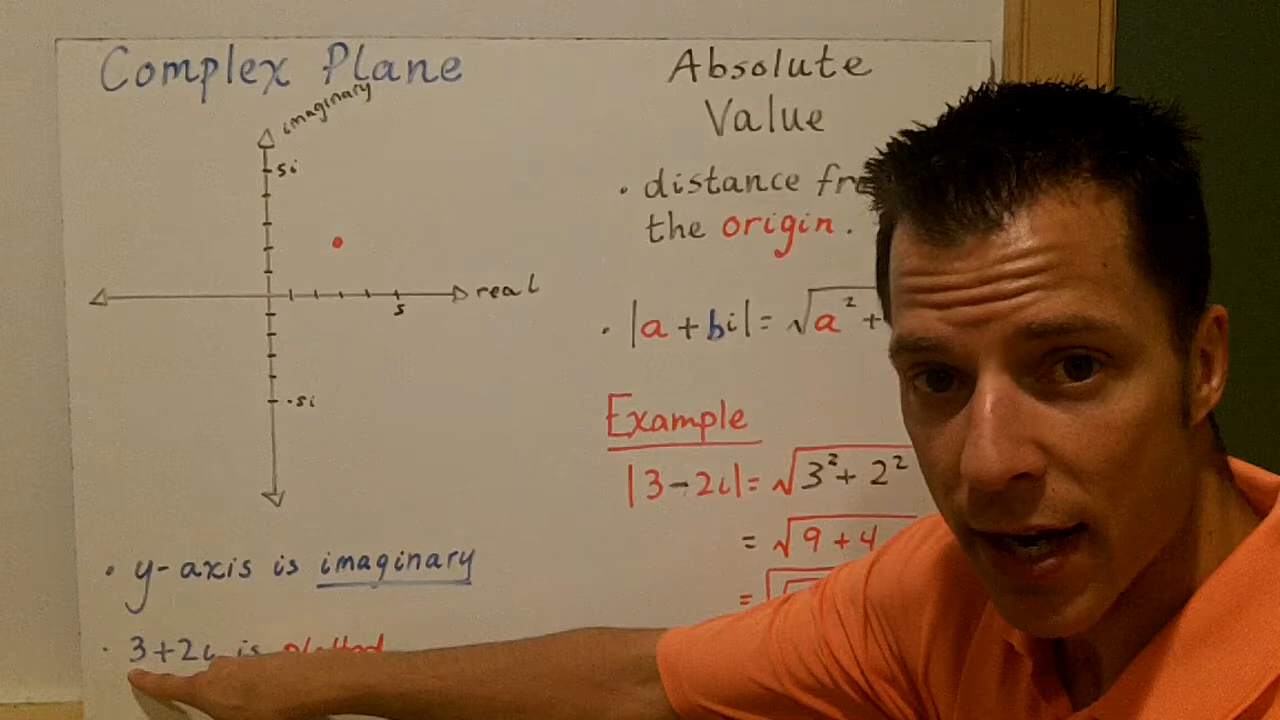 Complex Plane
imaginary
5i
real
5
-5i
• y-axis is imaginary
• 3+2i is plotted
Absolute
Value
• distance
the origin.
• |a+bi|=√a²+
Example
|3-2i|=√3²+2²
=√9+4
=